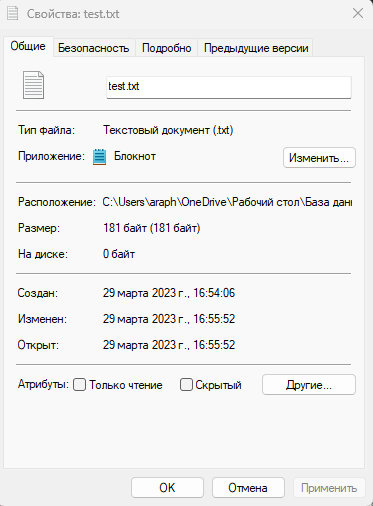 Свойства: test.txt
Общие Безопасность Подробно Предыдущие версии
test.txt
Тип файла: Текстовый документ (.txt)
Приложение: Блокнот Изменить...
Расположение: C:\Users\araph\OneDrive\Рабочий стол\База дан
Размер: 181 байт (181 байт)
На диске: 0 байт
Создан: 29 марта 2023 г., 16:54:06
Изменен: 29 марта 2023 г., 16:55:52
Открыт: 29 марта 2023 г., 16:55:52
Атрибуты: Только чтение Скрытый Другие...
OK Отмена Применить